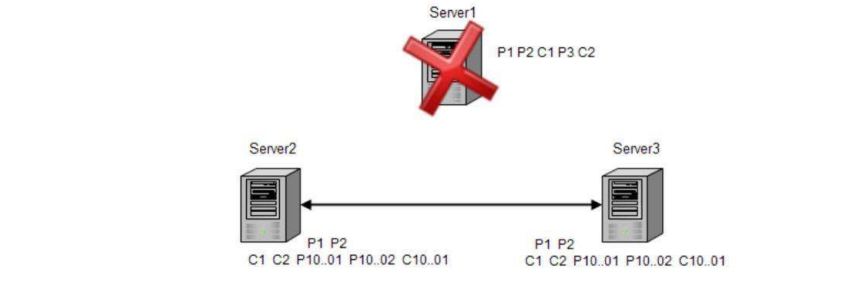 Server1
P1 P2 C1 P3 C2
Server2
Server3
P1 P2
C1 C2 P10..01 P10..02 C10..01
P1 P2
C1 C2 P10..01 P10..02 C10..01